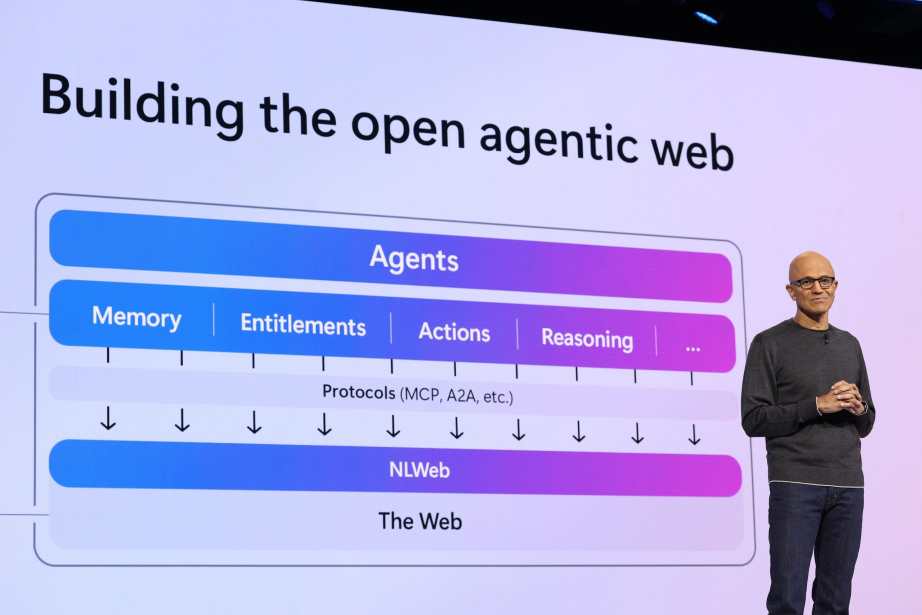 Building the open agentic web
Agents
Memory Entitlements Actions Reasoning ...
Protocols (MCP, A2A, etc.)
NLWeb
The Web